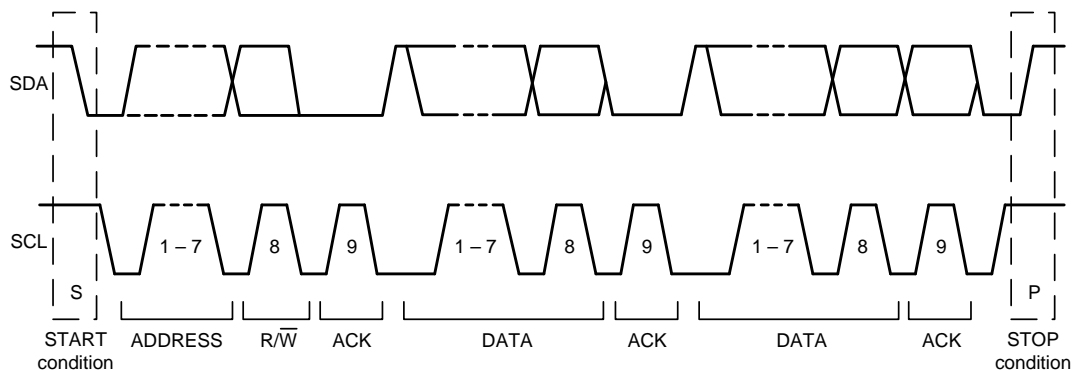 SDA
SCL
1 – 7 8 9 1 – 7 8 9 1 – 7 8 9
S P
START condition
ADDRESS
R/W̅
ACK
DATA
ACK
DATA
ACK
STOP condition